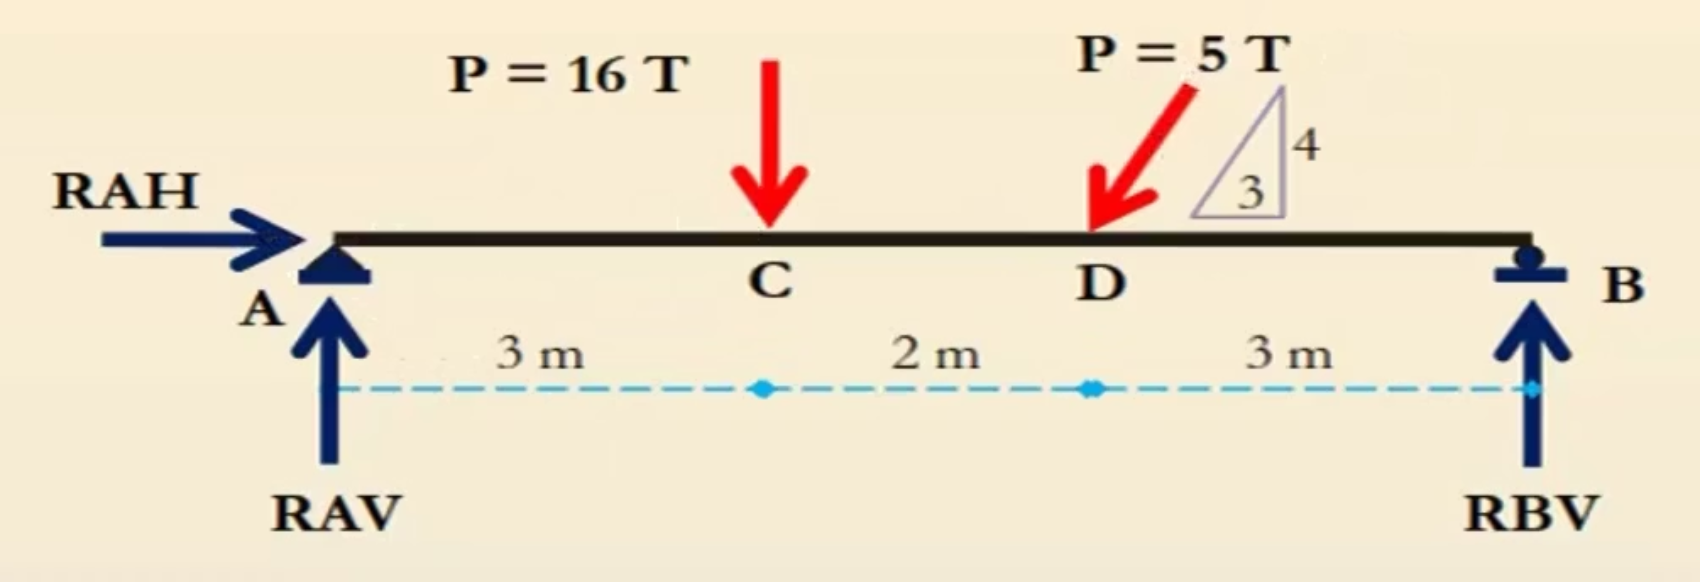 P = 16 T
P = 5 T
4
3
RAH
A
C
D
B
3 m
2 m
3 m
RAV
RBV